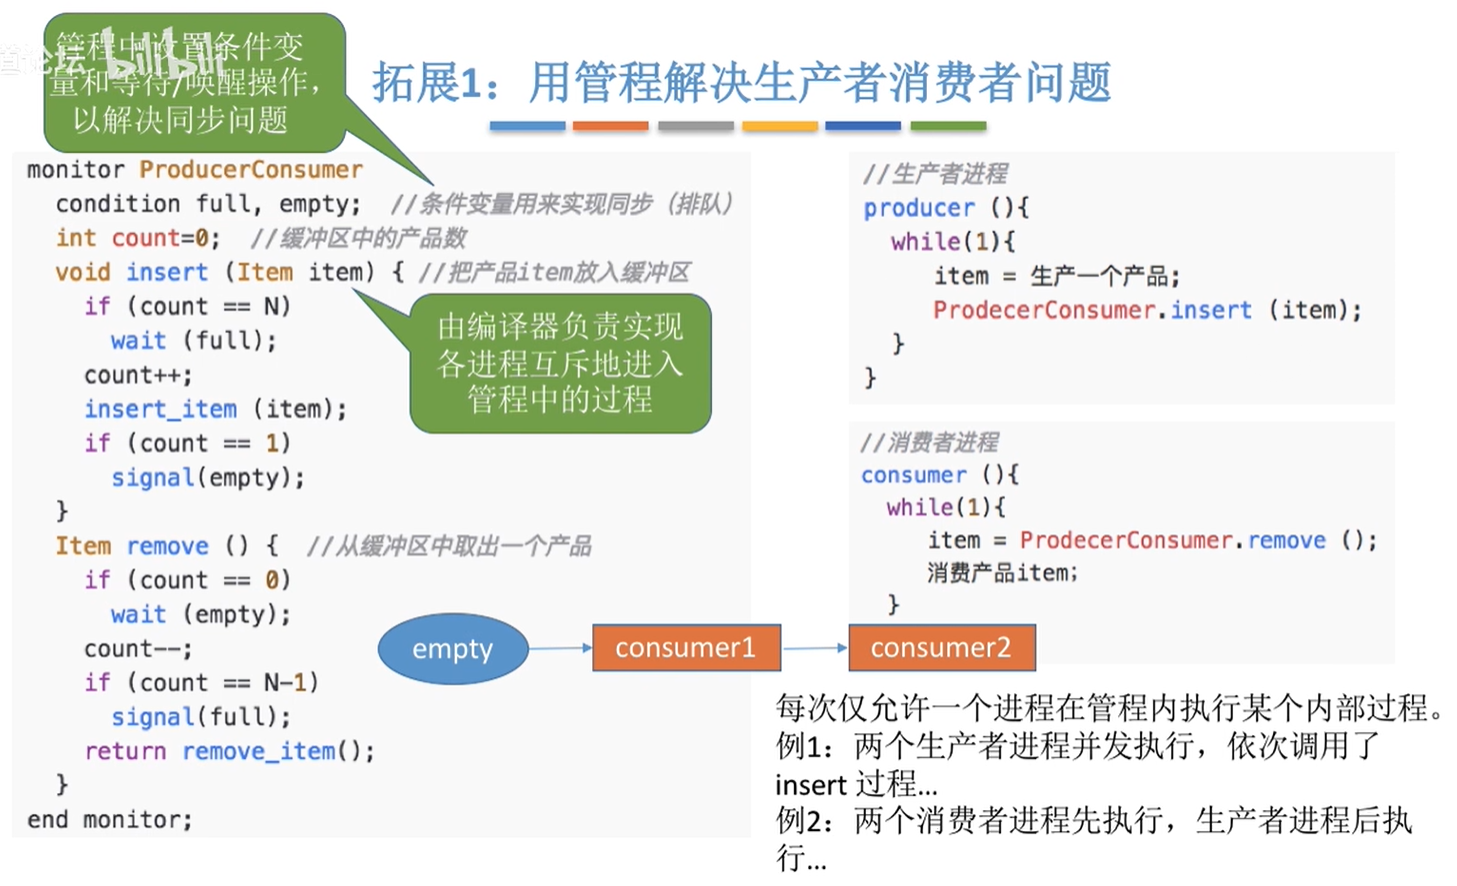 管程中设置条件变
量和等待/唤醒操作，
以解决同步问题
道论坛 bilibili
拓展1：用管程解决生产者消费者问题
monitor ProducerConsumer
condition full, empty; //条件变量用来实现同步（排队）
int count=0; //缓冲区中的产品数
void insert (Item item) { //把产品item放入缓冲区
if (count == N)
wait (full);
count++;
insert_item (item);
if (count == 1)
signal(empty);
}
由编译器负责实现
各进程互斥地进入
管程中的过程
Item remove () { //从缓冲区中取出一个产品
if (count == 0)
wait (empty);
count--;
if (count == N-1)
signal(full);
return remove_item();
}
end monitor;
//生产者进程
producer (){
while(1){
item = 生产一个产品;
ProdecerConsumer.insert (item);
}
}
//消费者进程
consumer (){
while(1){
item = ProdecerConsumer.remove ();
消费产品item;
}
empty
consumer1
consumer2
每次仅允许一个进程在管程内执行某个内部过程。
例1：两个生产者进程并发执行，依次调用了
insert 过程…
例2：两个消费者进程先执行，生产者进程后执
行…